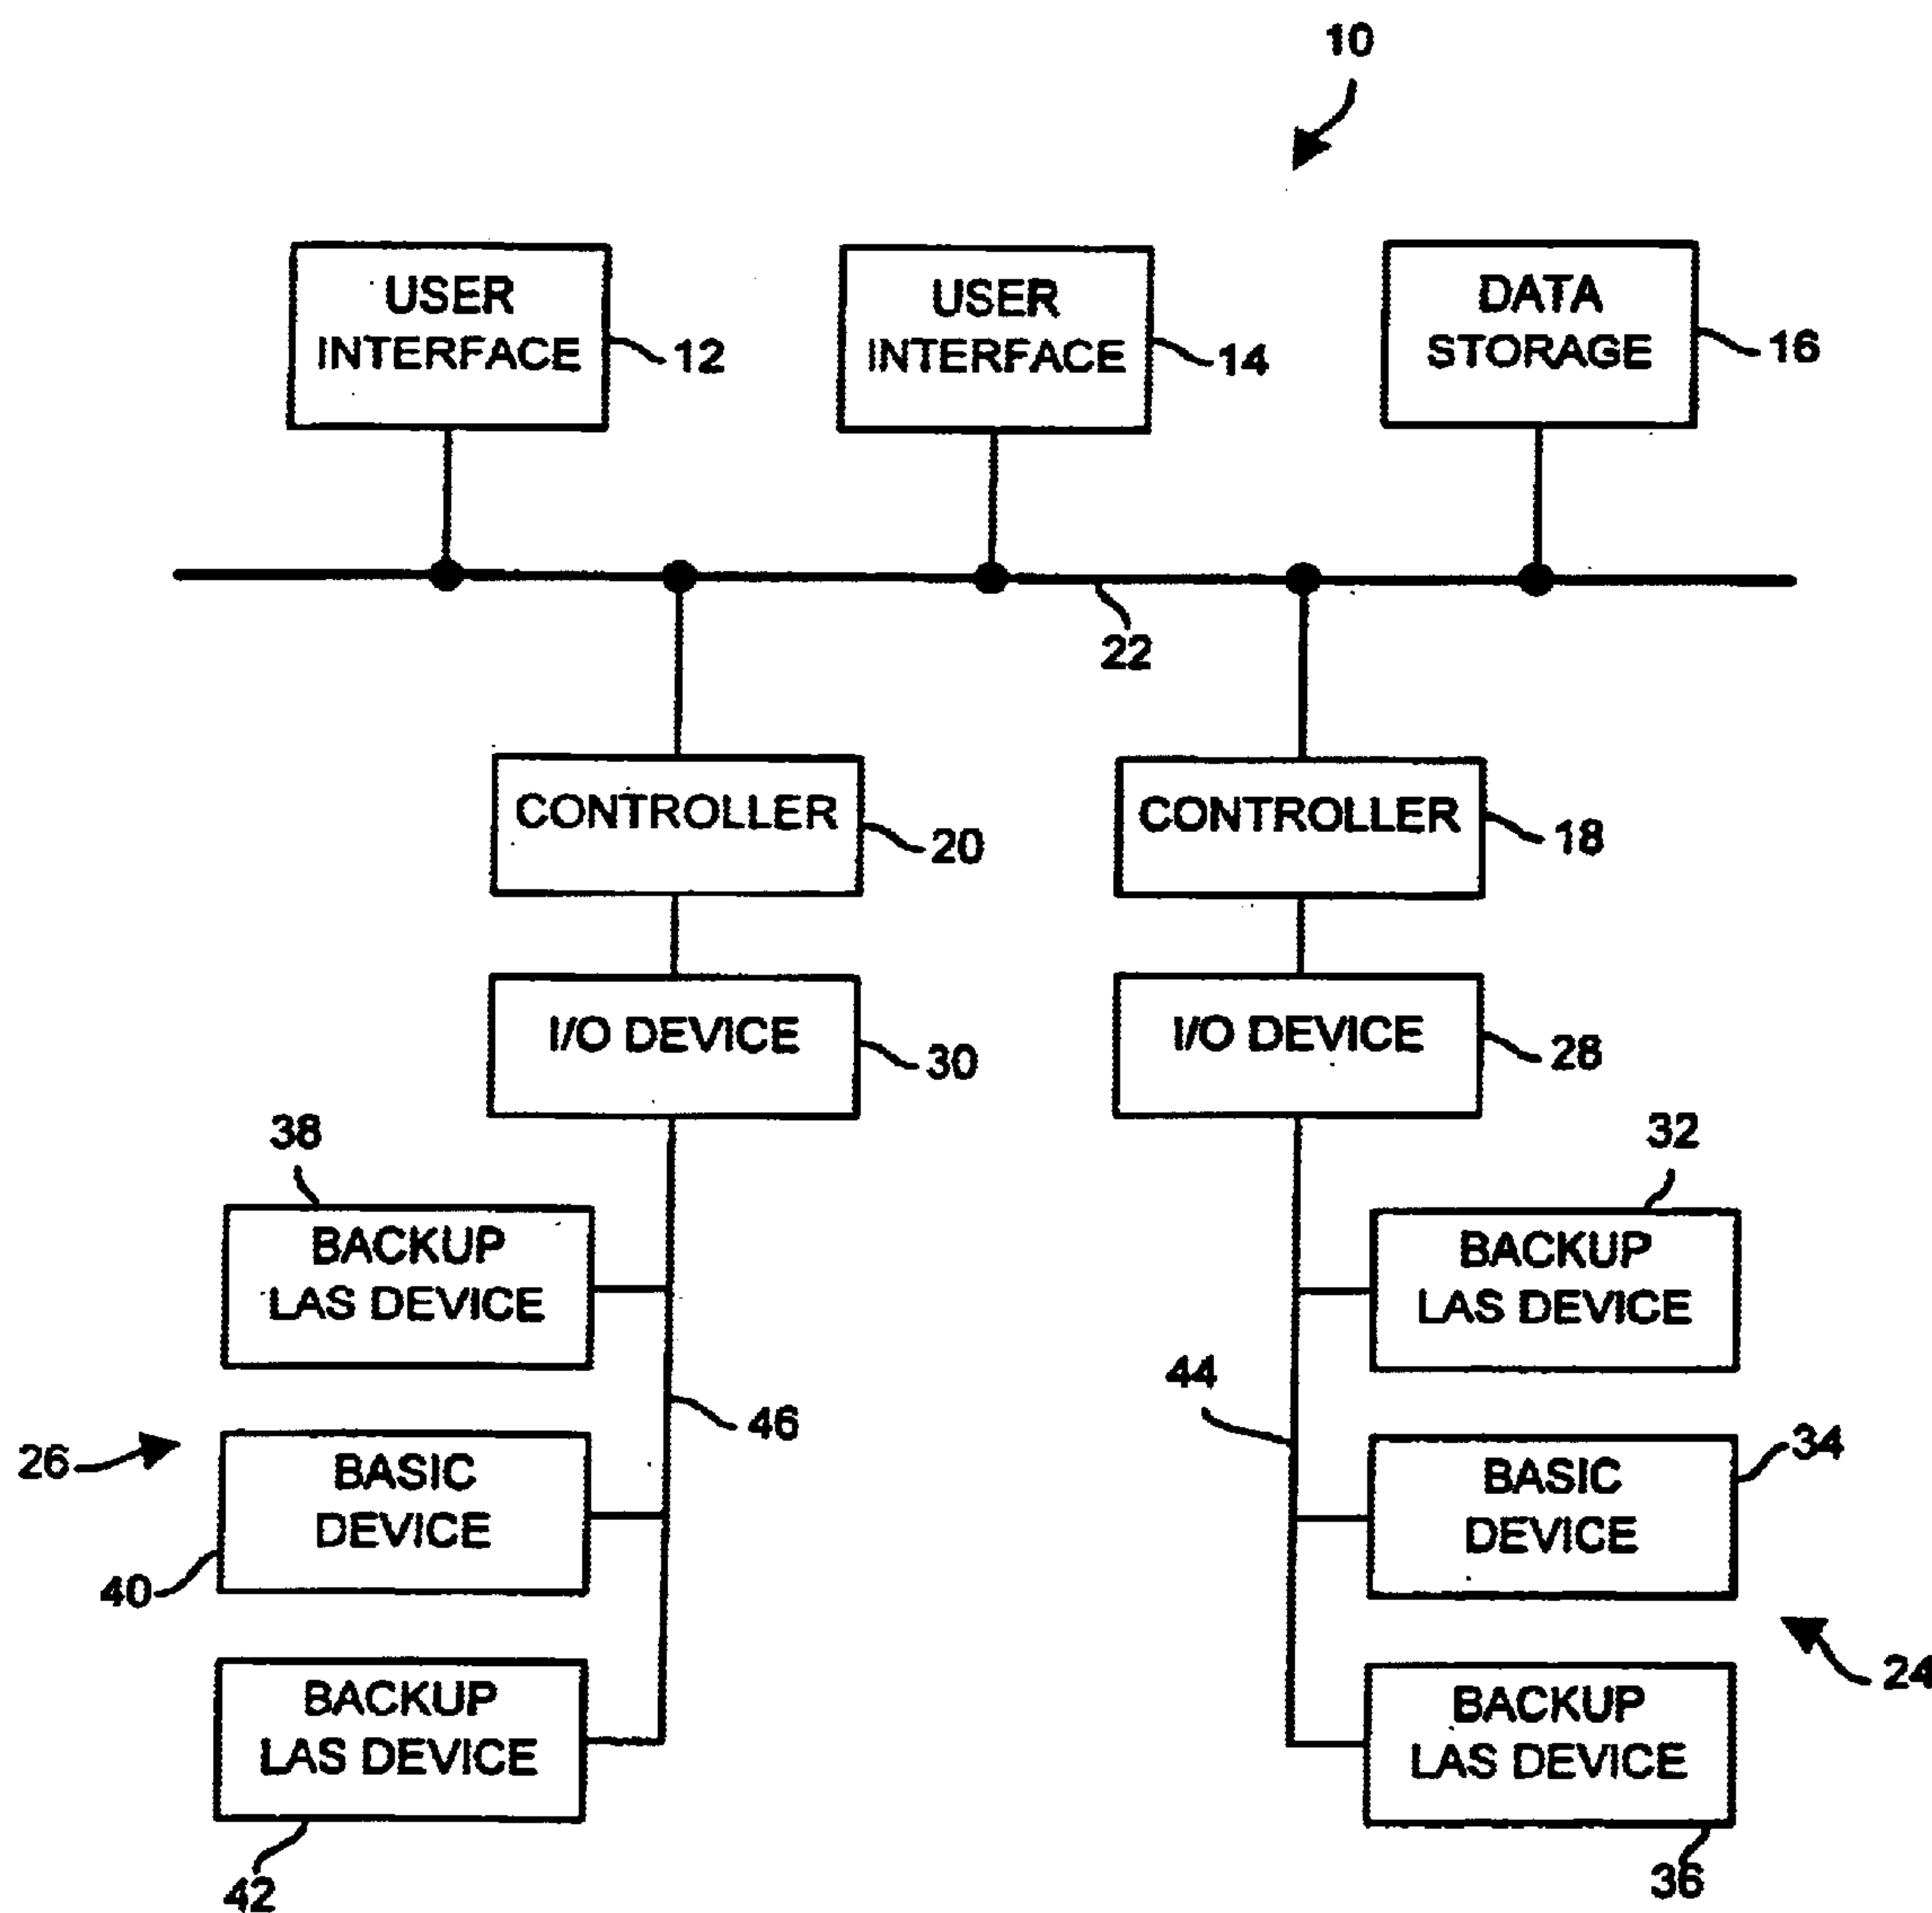 10
USER
INTERFACE
12
USER
INTERFACE
14
DATA
STORAGE
16
22
CONTROLLER
20
CONTROLLER
18
I/O DEVICE
30
I/O DEVICE
28
38
BACKUP
LAS DEVICE
32
BACKUP
LAS DEVICE
46
44
26
BASIC
DEVICE
40
34
BASIC
DEVICE
24
BACKUP
LAS DEVICE
42
BACKUP
LAS DEVICE
36